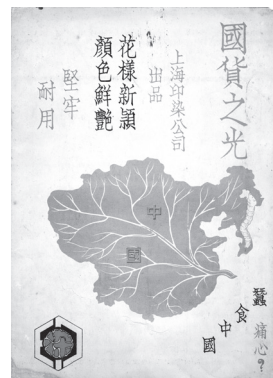 國貨之光
上海印染公司
出品
花樣新穎
顏色鮮艷
堅牢
耐用
中
國
蠶食中國
痛心的!